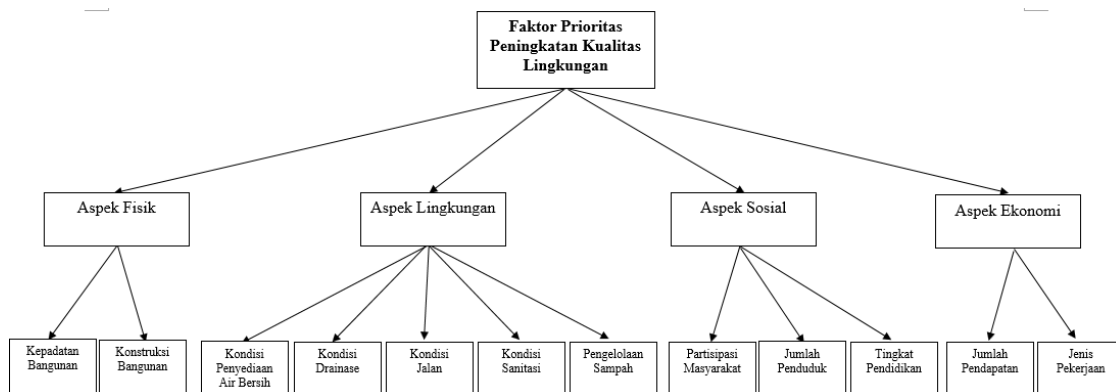 Faktor Prioritas
Peningkatan Kualitas
Lingkungan
Aspek Fisik
Aspek Lingkungan
Aspek Sosial
Aspek Ekonomi
Kepadatan
Bangunan
Konstruksi
Bangunan
Kondisi
Penyediaan
Air Bersih
Kondisi
Drainase
Kondisi
Jalan
Kondisi
Sanitasi
Pengelolaan
Sampah
Partisipasi
Masyarakat
Jumlah
Penduduk
Tingkat
Pendidikan
Jumlah
Pendapatan
Jenis
Pekerjaan